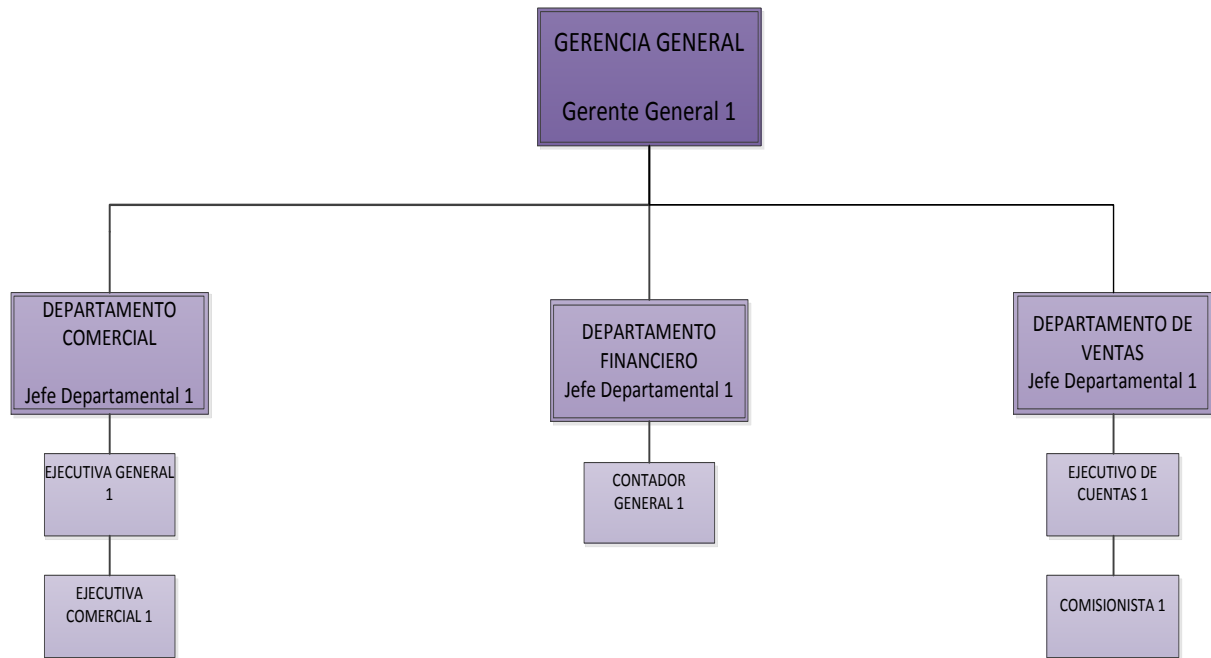 GERENCIA GENERAL
Gerente General 1
DEPARTAMENTO
COMERCIAL
Jefe Departamental 1
DEPARTAMENTO
FINANCIERO
Jefe Departamental 1
DEPARTAMENTO DE
VENTAS
Jefe Departamental 1
EJECUTIVA GENERAL
1
CONTADOR
GENERAL 1
EJECUTIVO DE
CUENTAS 1
EJECUTIVA
COMERCIAL 1
COMISIONISTA 1